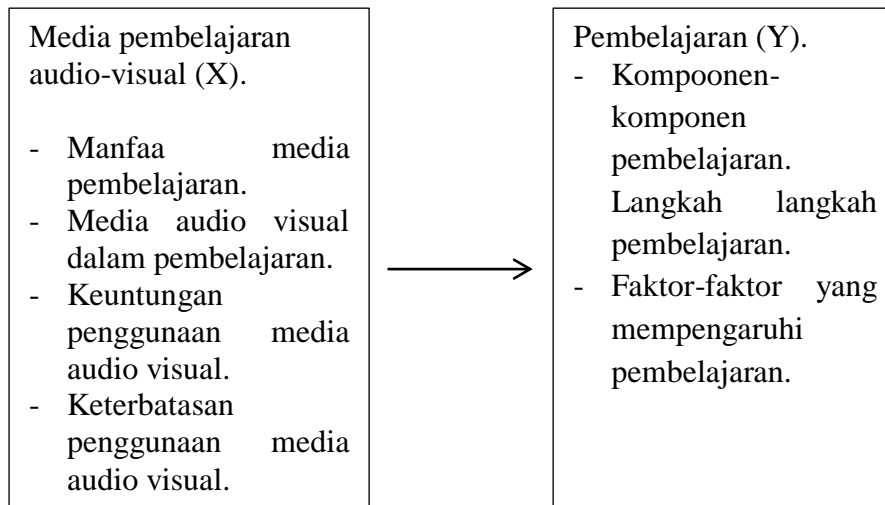 Media pembelajaran
audio-visual (X).
- Manfaa media
pembelajaran.
- Media audio visual
dalam pembelajaran.
- Keuntungan
penggunaan media
audio visual.
- Keterbatasan
penggunaan media
audio visual.
Pembelajaran (Y).
- Kompoonen-
komponen
pembelajaran.
Langkah langkah
pembelajaran.
- Faktor-faktor yang
mempengaruhi
pembelajaran.